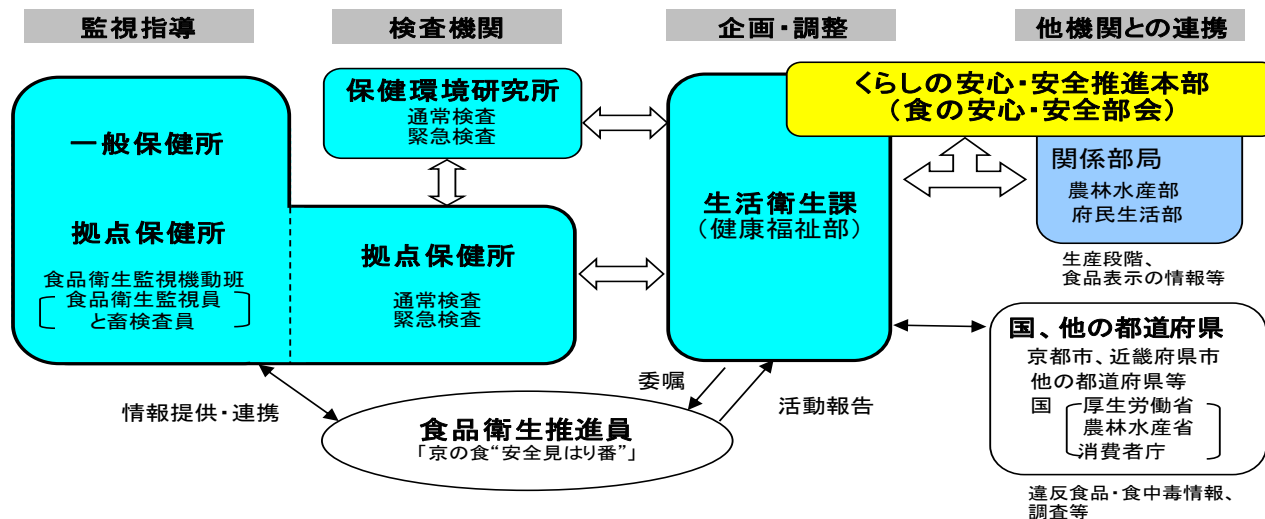 監視指導
検査機関
企画・調整
他機関との連携
一般保健所
拠点保健所
食品衛生監視機動班
食品衛生監視員
と畜検査員
保健環境研究所
通常検査
緊急検査
拠点保健所
通常検査
緊急検査
生活衛生課
（健康福祉部）
くらしの安心・安全推進本部
（食の安心・安全部会）
関係部局
農林水産部
府民生活部
生産段階、
食品表示の情報等
国、他の都道府県
京都市、近畿府県市
他の都道府県等
国 厚生労働省
農林水産省
消費者庁
違反食品・食中毒情報、
調査等
情報提供・連携
委嘱
活動報告
食品衛生推進員
「京の食“安全見はり番”」